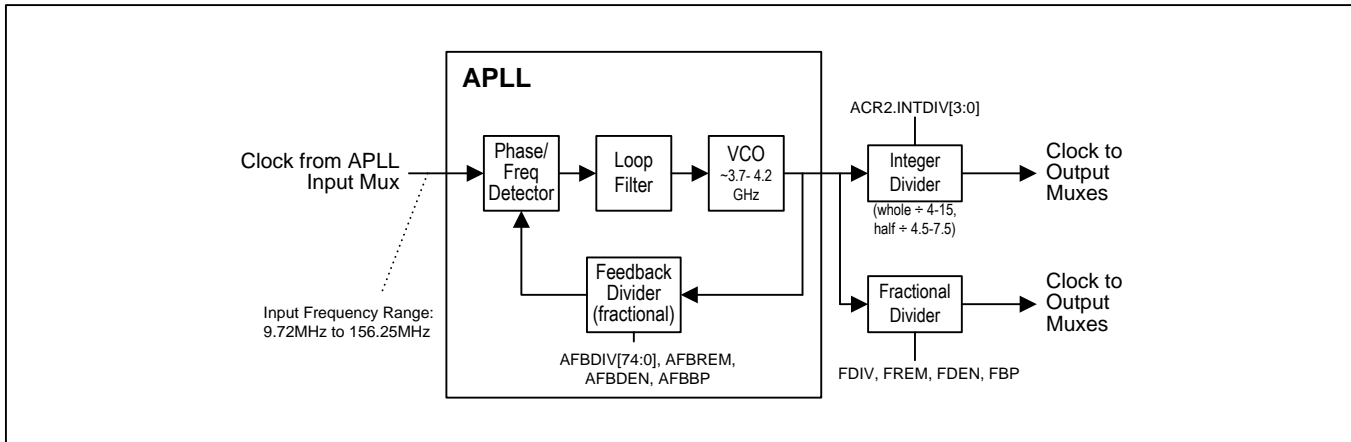 APLL
ACR2.INTDIV[3:0]
Clock from APLL
Input Mux
Phase/
Freq
Detector
Loop
Filter
VCO
~3.7- 4.2
GHz
Integer
Divider
(whole ÷ 4-15,
half ÷ 4.5-7.5)
Clock to
Output
Muxes
Feedback
Divider
(fractional)
Fractional
Divider
Clock to
Output
Muxes
Input Frequency Range:
9.72MHz to 156.25MHz
AFBDIV[74:0], AFBREM,
AFBDEN, AFBBP
FDIV, FREM, FDEN, FBP